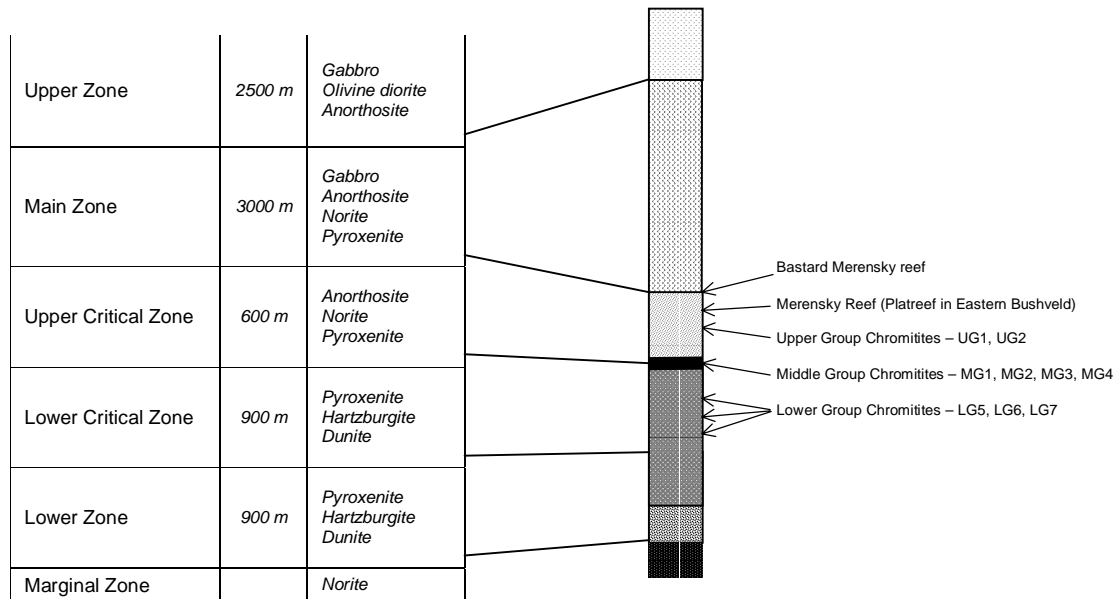 Upper Zone
2500 m
Gabbro
Olivine diorite
Anorthosite
Main Zone
3000 m
Gabbro
Anorthosite
Norite
Pyroxenite
Upper Critical Zone
600 m
Anorthosite
Norite
Pyroxenite
Lower Critical Zone
900 m
Pyroxenite
Hartzburgite
Dunite
Lower Zone
900 m
Pyroxenite
Hartzburgite
Dunite
Marginal Zone
Norite
Bastard Merensky reef
Merensky Reef (Platreef in Eastern Bushveld)
Upper Group Chromitites – UG1, UG2
Middle Group Chromitites – MG1, MG2, MG3, MG4
Lower Group Chromitites – LG5, LG6, LG7